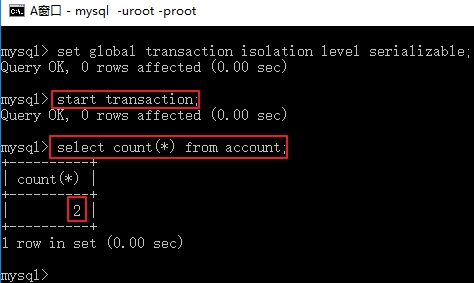 A窗口 - mysql  -uroot -proot
mysql> set global transaction isolation level serializable;
Query OK, 0 rows affected (0.00 sec)
mysql> start transaction;
Query OK, 0 rows affected (0.00 sec)
mysql> select count(*) from account;
+----------+
| count(*) |
+----------+
|        2 |
+----------+
1 row in set (0.00 sec)
mysql>